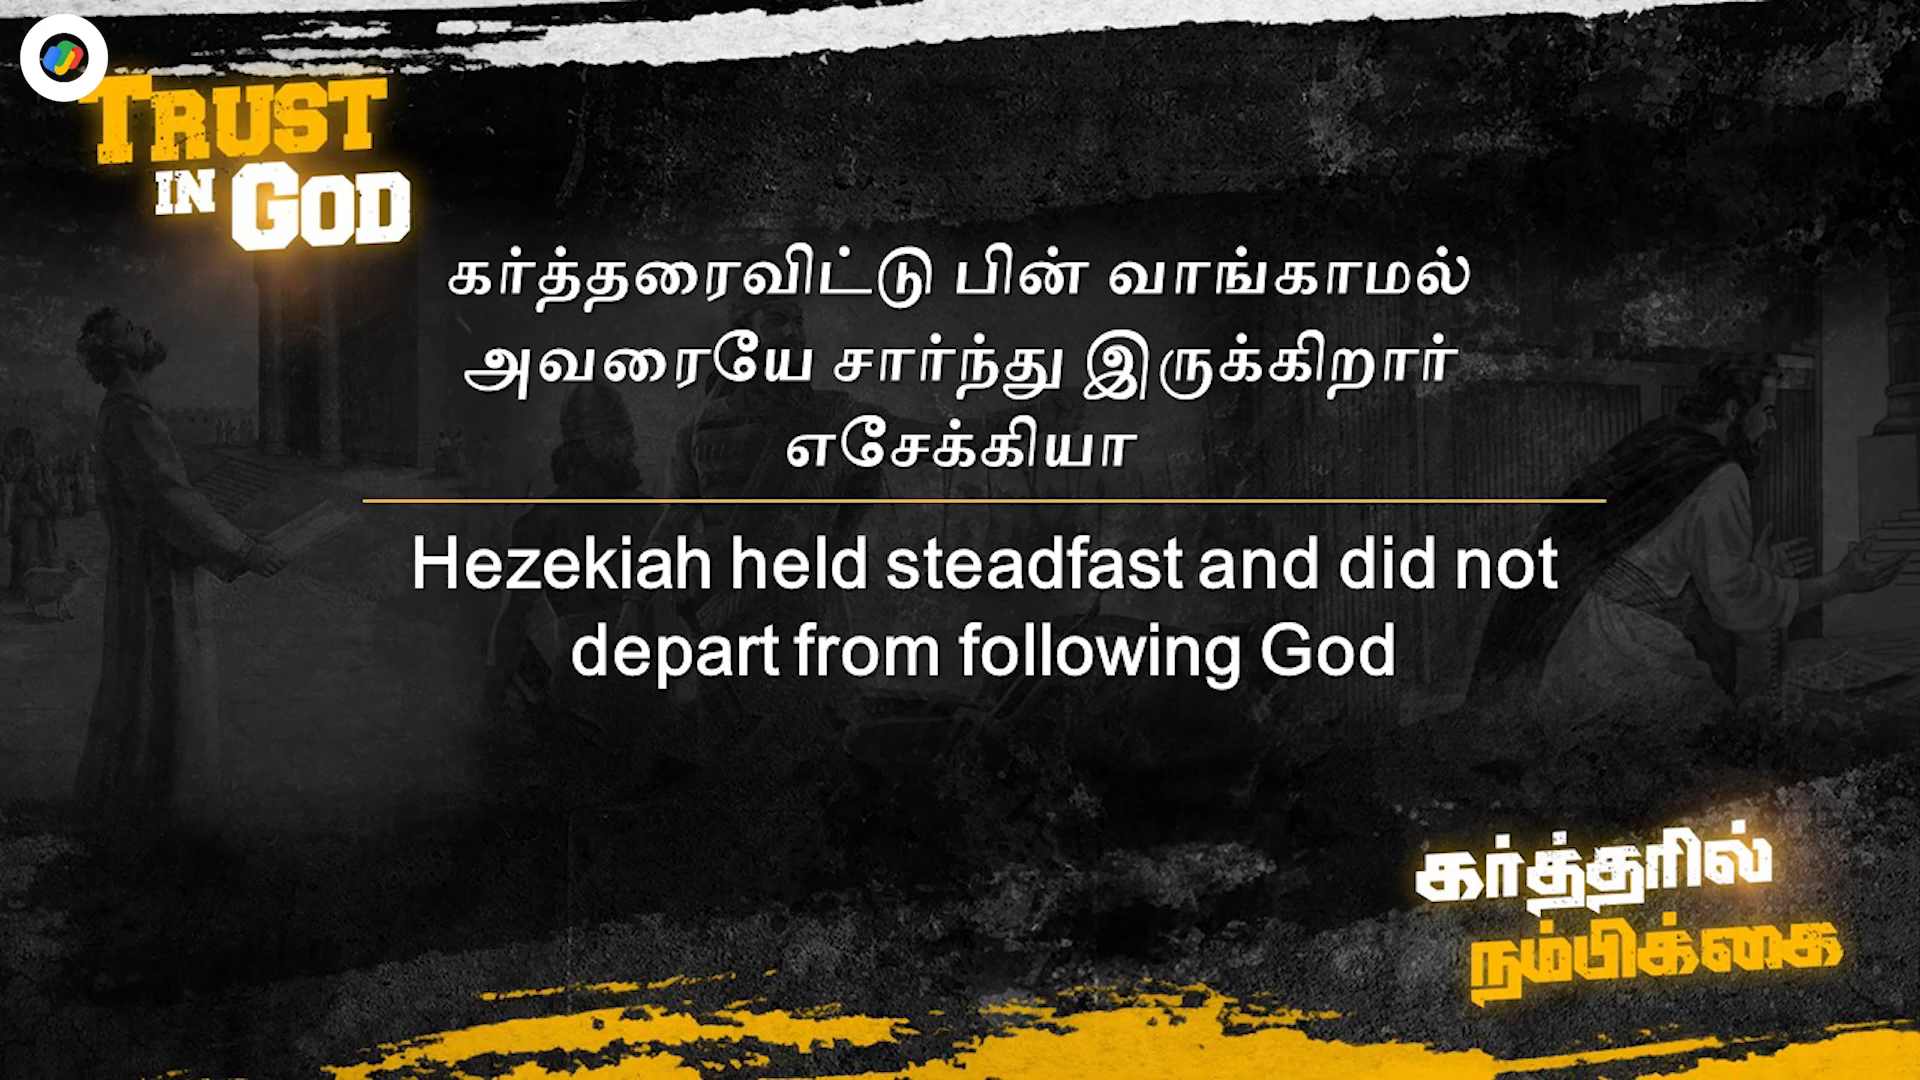 TRUST
IN GOD
கர்த்தரைவிட்டு பின் வாங்காமல்
அவரையே சார்ந்து இருக்கிறார்
எசேக்கியா
Hezekiah held steadfast and did not
depart from following God
கர்த்தரில்
நம்பிக்கை